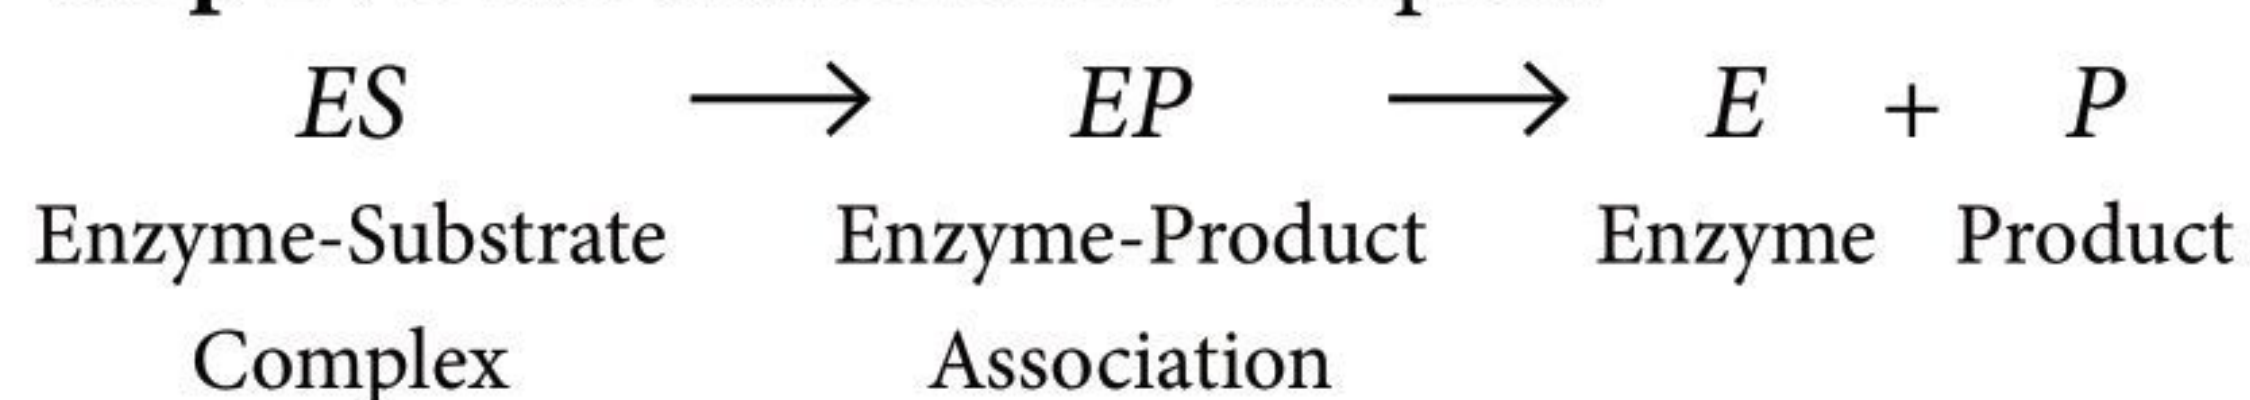 ES ⟶ EP ⟶ E + P
Enzyme-Substrate Enzyme-Product Enzyme Product
Complex Association